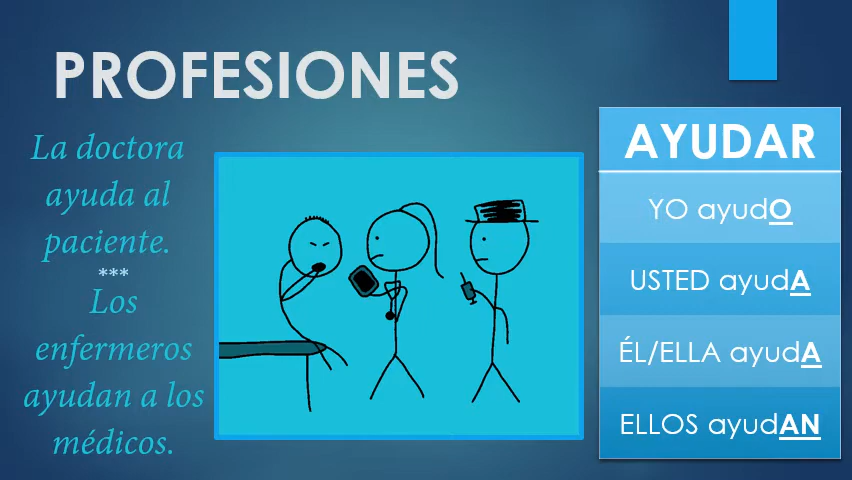 PROFESIONES
La doctora
ayuda al
paciente.
***
Los
enfermeros
ayudan a los
médicos.
AYUDAR
YO ayudO
USTED ayudA
ÉL/ELLA ayudA
ELLOS ayudAN